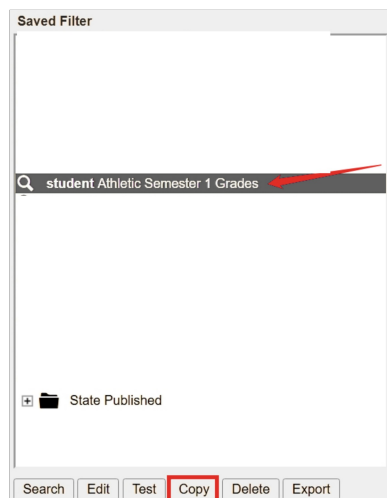 Saved Filter
student Athletic Semester 1 Grades
State Published
Search Edit Test Copy Delete Export